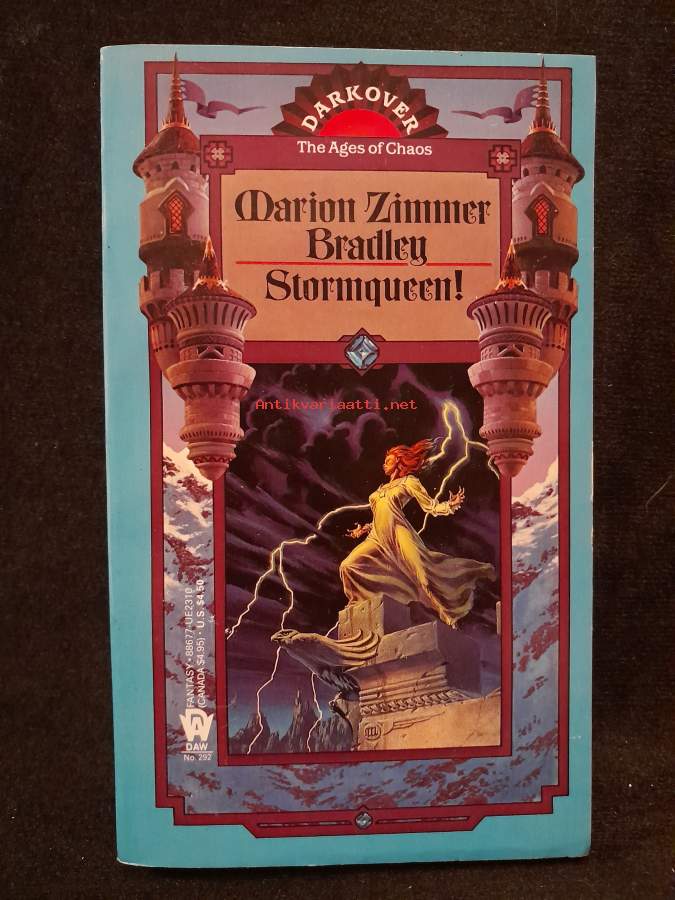 DARKOVER
The Ages of Chaos
Marion Zimmer
Bradley
Stormqueen!
Antikvariaatti.net
FANTASY • 88677-UE2310
(CANADA $4.95) • U.S. $4.50
DAW
No. 292